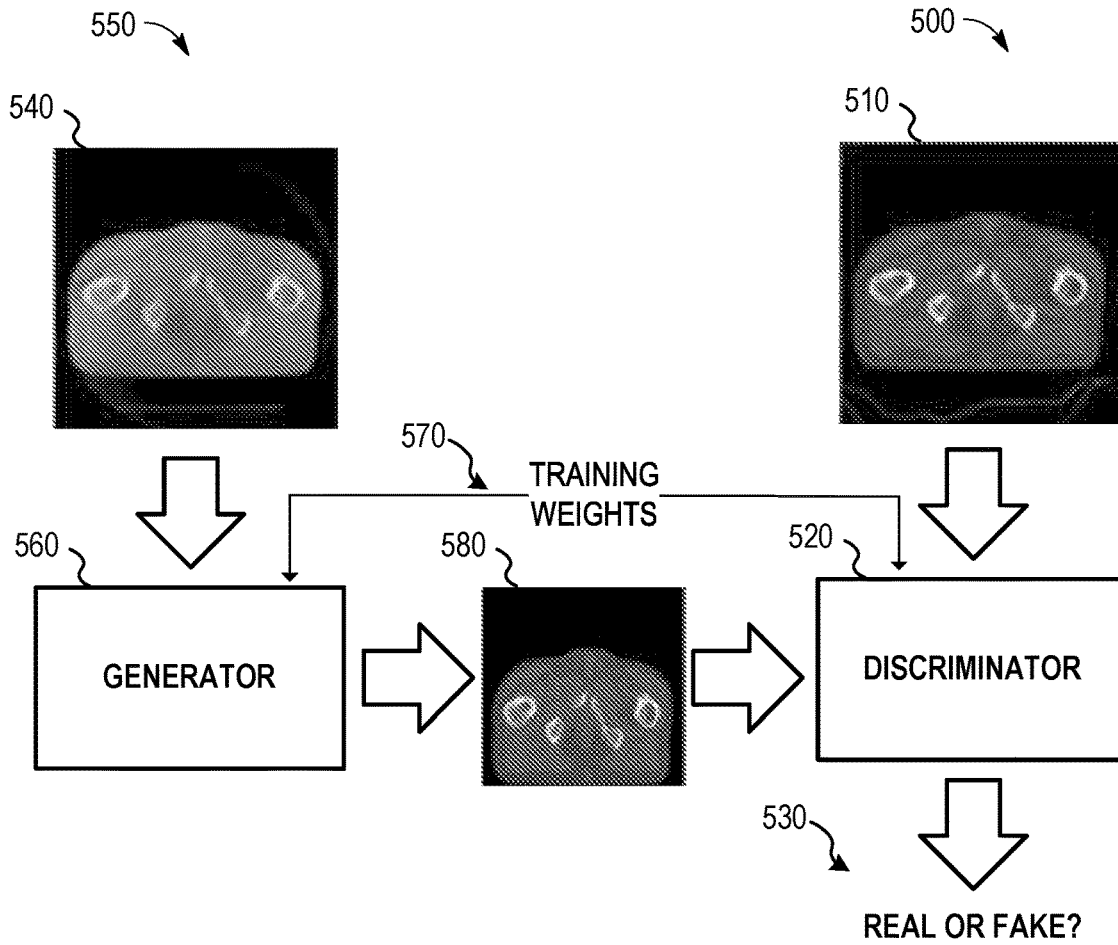 550
500
540
510
570
TRAINING
WEIGHTS
560
580
520
GENERATOR
DISCRIMINATOR
530
REAL OR FAKE?